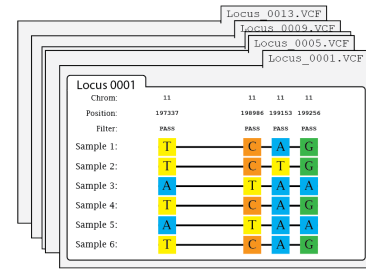 Locus_0013.VCF
Locus_0009.VCF
Locus_0005.VCF
Locus_0001.VCF
Locus 0001
Chrom: 11 11 11 11
Position: 197337 198986 199153 199256
Filter: PASS PASS PASS PASS
Sample 1: T C A G
Sample 2: T C T G
Sample 3: A T A A
Sample 4: T C A G
Sample 5: A T A A
Sample 6: T C A G